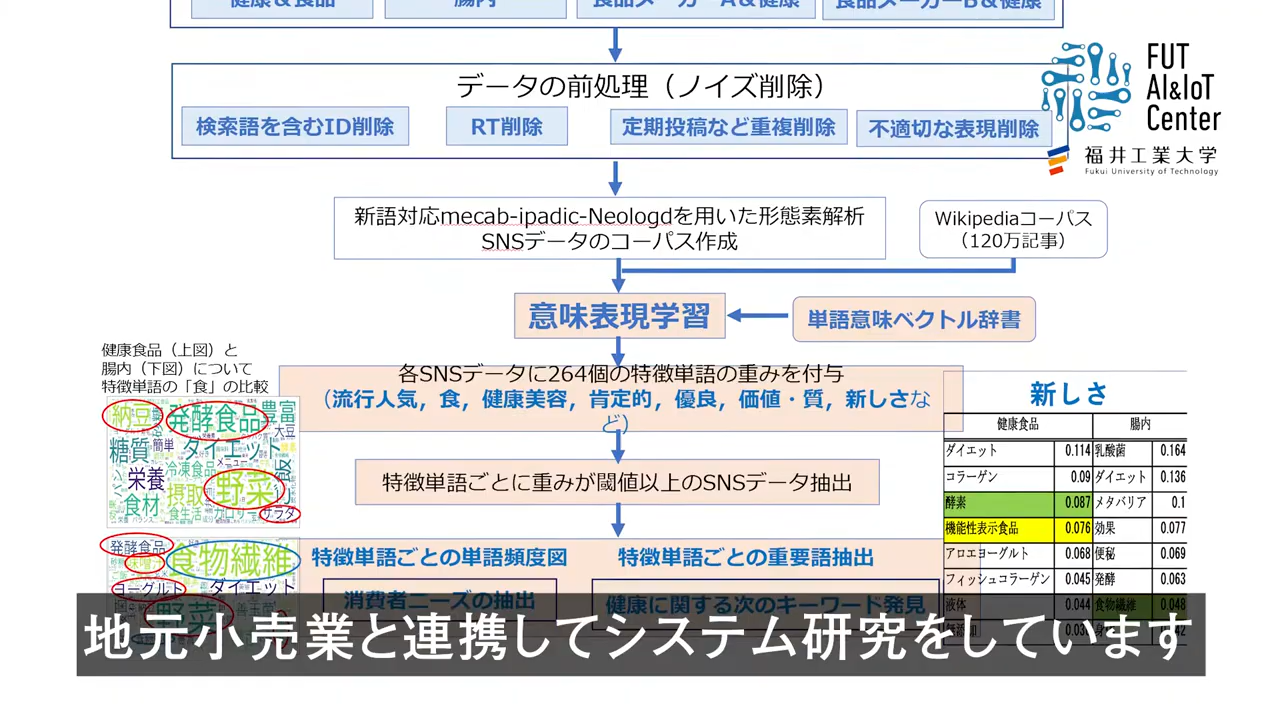 健康＆食品
腸内
食品メーカーA＆健康
食品メーカーB＆健康
データの前処理（ノイズ削除）
検索語を含むID削除
RT削除
定期投稿など重複削除
不適切な表現削除
FUT
AI&IoT
Center
福井工業大学
Fukui University of Technology
新語対応mecab-ipadic-Neologdを用いた形態素解析
SNSデータのコーパス作成
Wikipediaコーパス
（120万記事）
意味表現学習
単語意味ベクトル辞書
健康食品（上図）と
腸内（下図）について
特徴単語の「食」の比較
各SNSデータに264個の特徴単語の重みを付与
（流行人気，食，健康美容，肯定的，優良，価値・質，新しさな
ど）
特徴単語ごとに重みが閾値以上のSNSデータ抽出
特徴単語ごとの単語頻度図
特徴単語ごとの重要語抽出
消費者ニーズの抽出
健康に関する次のキーワード発見
納豆
発酵食品
豊富
大豆
糖質
簡単
ダイエット
メニュー
栄養
冷凍食品
飯
摂取
野菜
食材
食生活
カロリー
サラダ
発酵食品
食物繊維
ヨーグルト
ダイエット
野菜
新しさ
健康食品 腸内
ダイエット 0.114 乳酸菌 0.164
コラーゲン 0.09 ダイエット 0.136
酵素 0.087 メタバリア 0.1
機能性表示食品 0.076 効果 0.077
アロエヨーグルト 0.068 便秘 0.069
フィッシュコラーゲン 0.045 発酵 0.063
液体 0.044 食物繊維 0.048
地元小売業と連携してシステム研究をしています